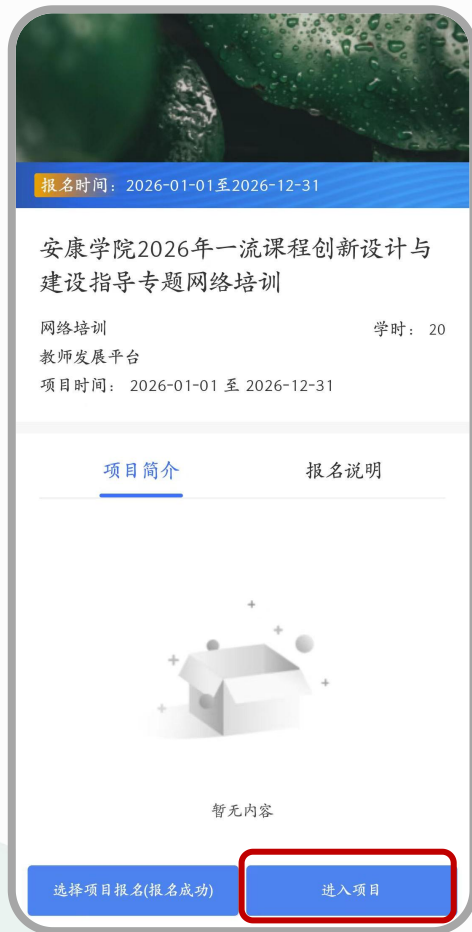 报名时间：2026-01-01至2026-12-31
安康学院2026年一流课程创新设计与
建设指导专题网络培训
网络培训 学时： 20
教师发展平台
项目时间： 2026-01-01 至 2026-12-31
项目简介 报名说明
暂无内容
选择项目报名(报名成功) 进入项目